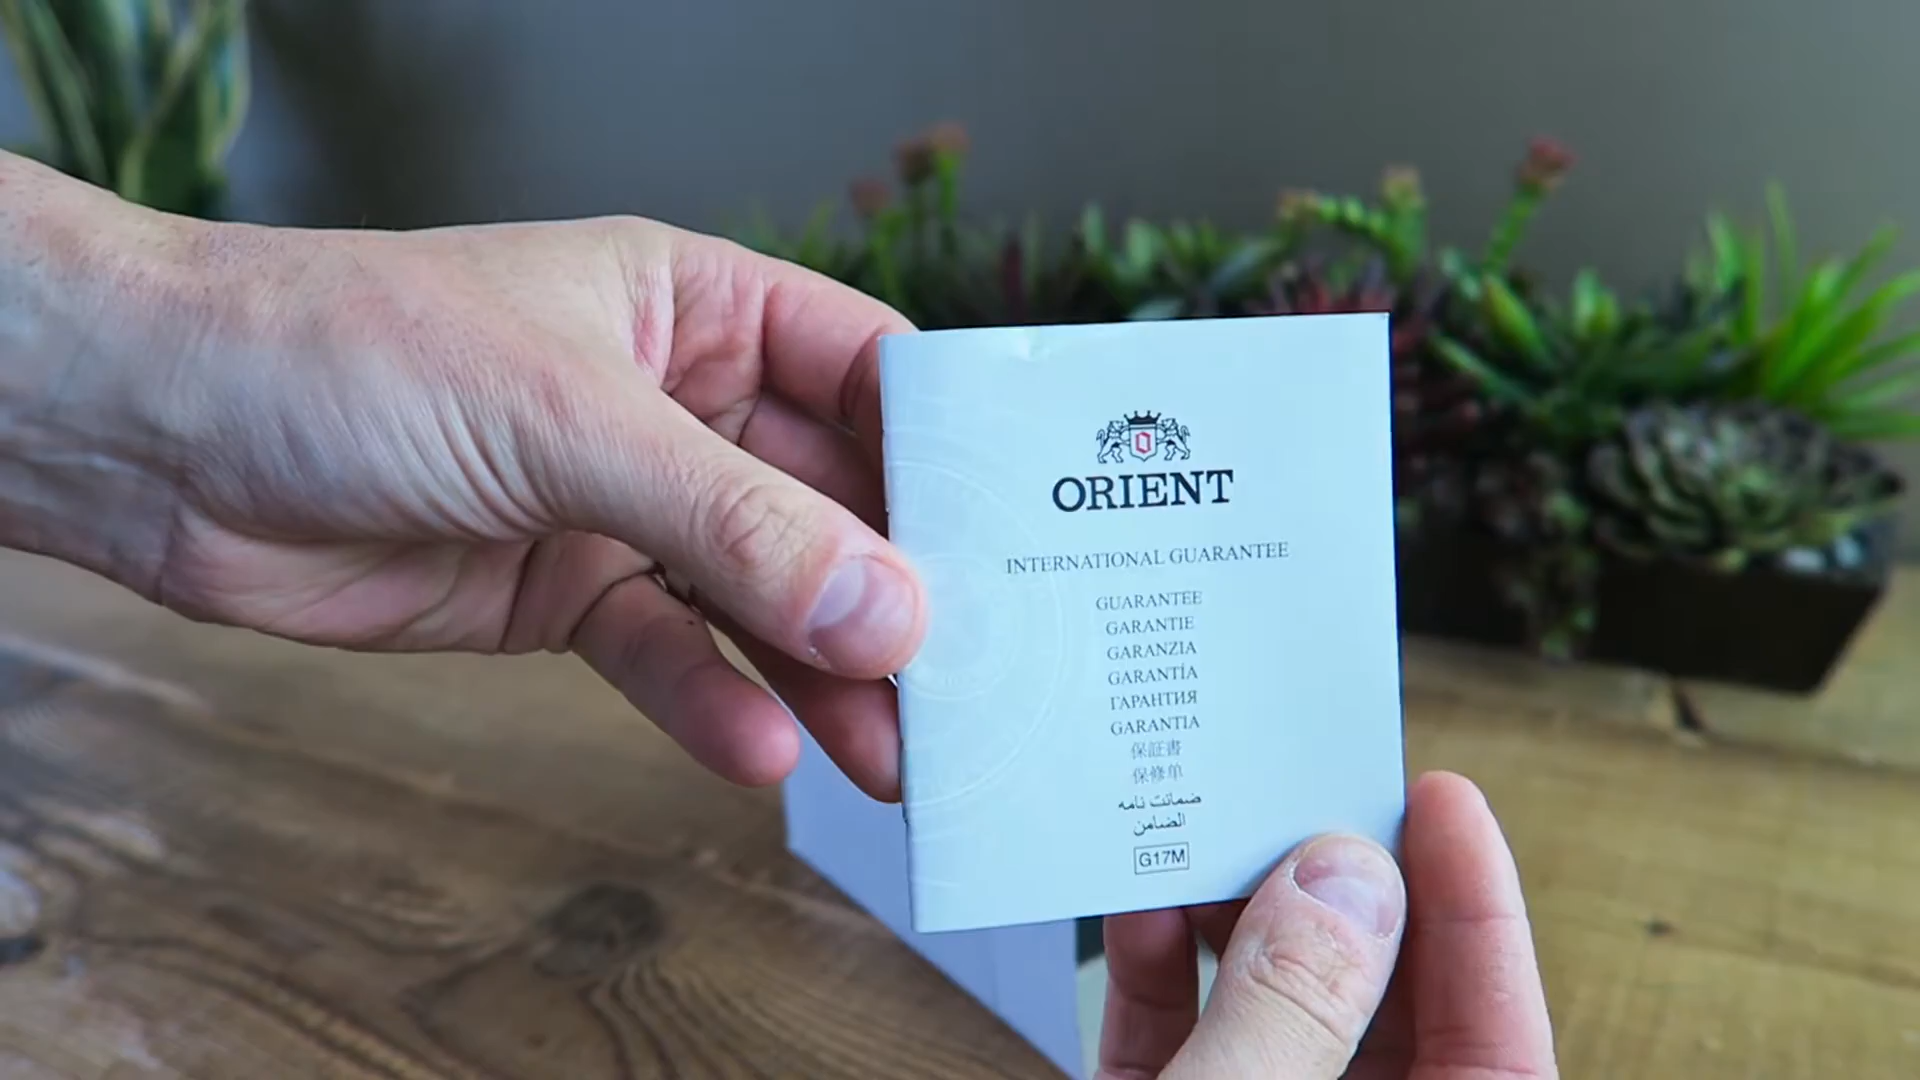 ORIENT
INTERNATIONAL GUARANTEE
GUARANTEE
GARANTIE
GARANZIA
GARANTÍA
ГАРАНТИЯ
GARANTIA
保証書
保修单
ضمانت نامه
الضامن
G17M